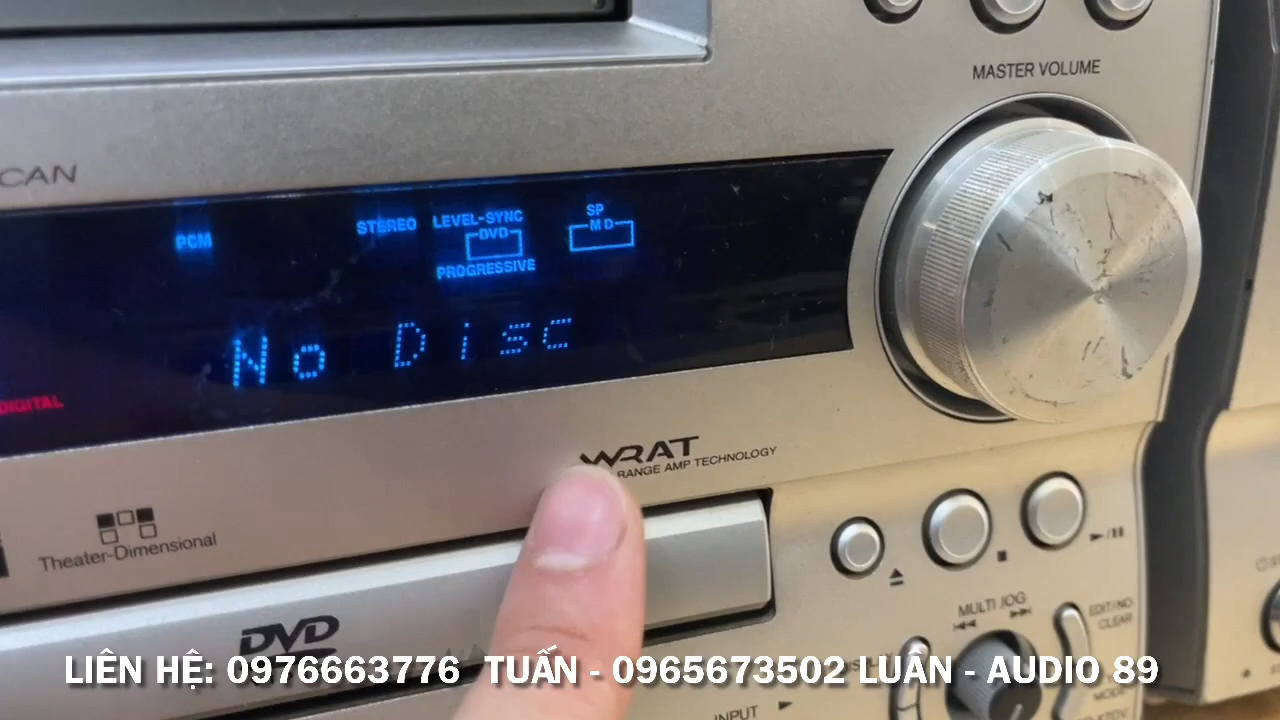 MASTER VOLUME
CAN
PCM
STEREO
LEVEL-SYNC
DVD
PROGRESSIVE
SP
MD
No Disc
DIGITAL
WRAT
RANGE AMP TECHNOLOGY
Theater-Dimensional
DVD
MULTI JOG
EDIT/NO
CLEAR
INPUT
LIÊN HỆ: 0976663776 TUẤN - 0965673502 LUÂN - AUDIO 89